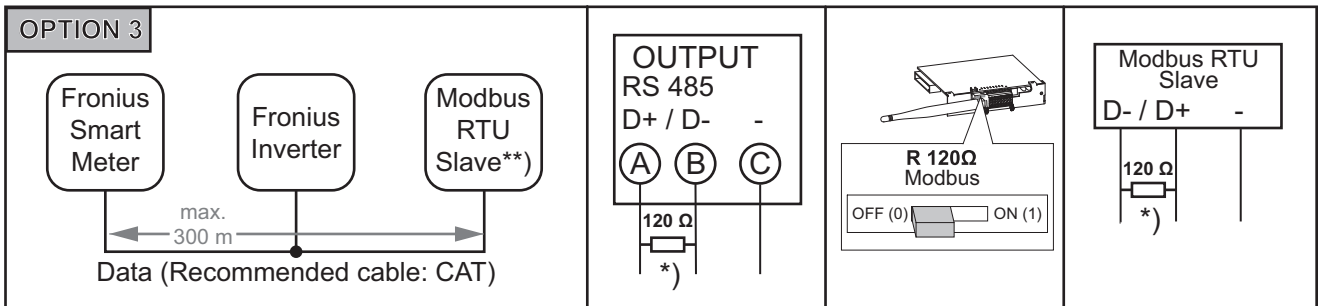 OPTION 3
Fronius
Smart
Meter
Fronius
Inverter
Modbus
RTU
Slave**)
max.
300 m
Data (Recommended cable: CAT)
OUTPUT
RS 485
D+ / D- -
A B C
120 Ω
*)
R 120Ω
Modbus
OFF (0) ON (1)
Modbus RTU
Slave
D- / D+ -
120 Ω
*)